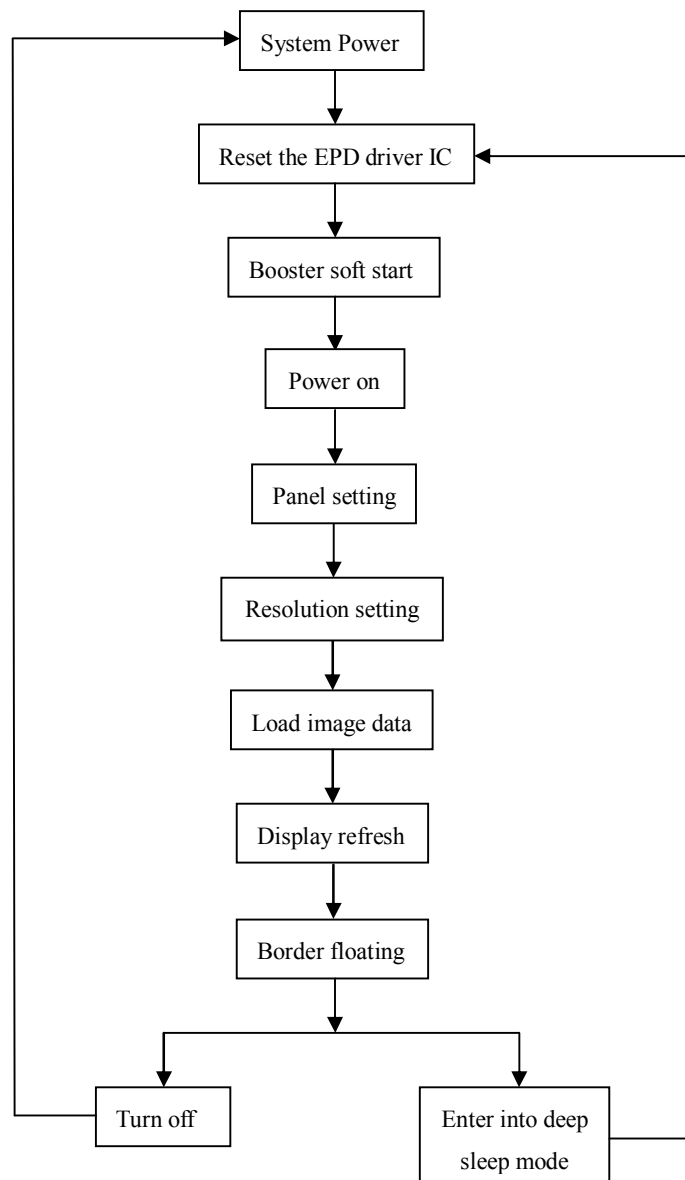 System Power
Reset the EPD driver IC
Booster soft start
Power on
Panel setting
Resolution setting
Load image data
Display refresh
Border floating
Turn off
Enter into deep
sleep mode